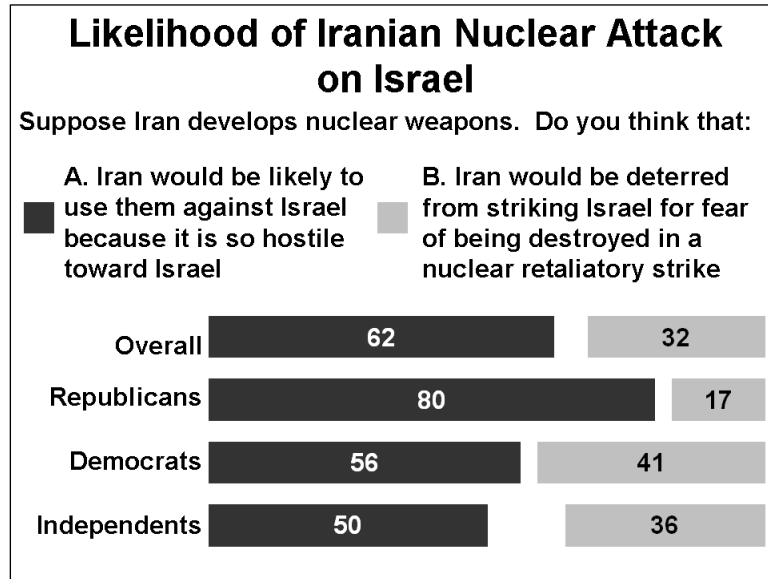 Likelihood of Iranian Nuclear Attack
on Israel
Suppose Iran develops nuclear weapons.  Do you think that:
A. Iran would be likely to
use them against Israel
because it is so hostile
toward Israel
B. Iran would be deterred
from striking Israel for fear
of being destroyed in a
nuclear retaliatory strike
Overall 62 32
Republicans 80 17
Democrats 56 41
Independents 50 36